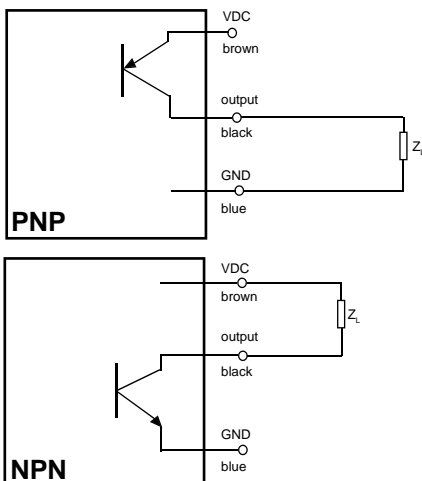 VDC
brown
output
black
Z L
GND
blue
PNP
VDC
brown
Z L
output
black
GND
blue
NPN